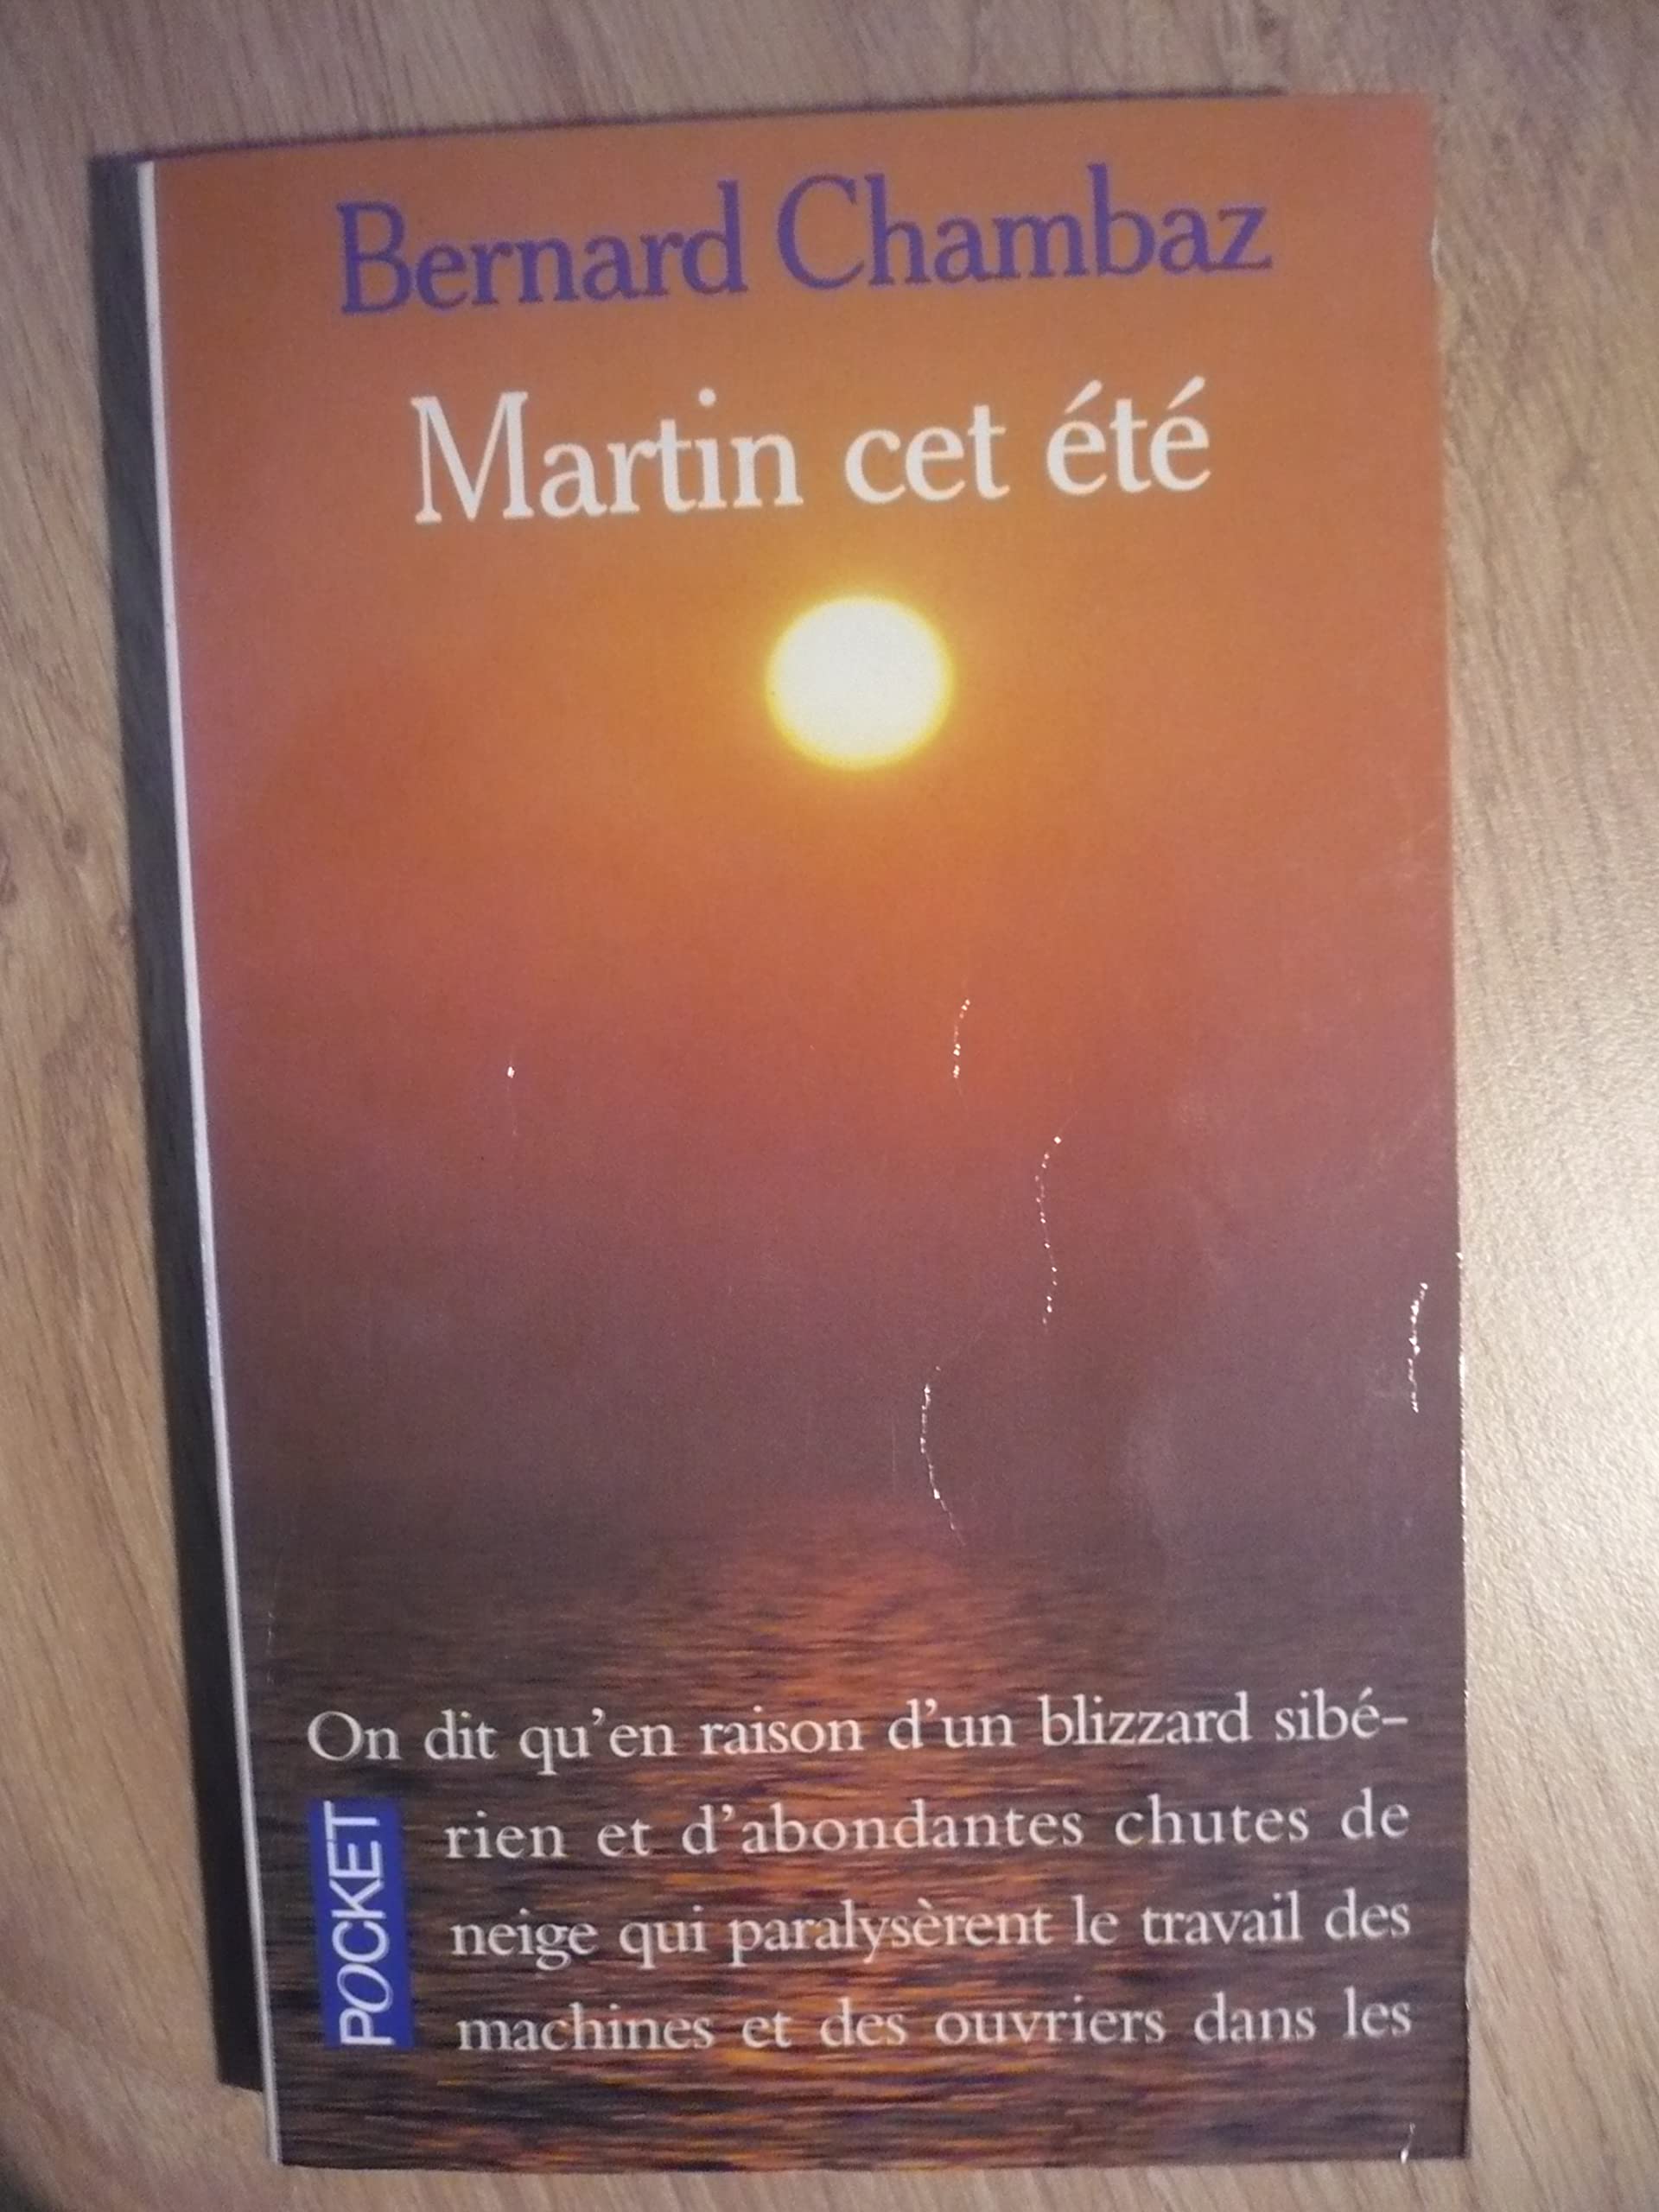 Bernard Chambaz
Martin cet été
On dit qu'en raison d'un blizzard sibé-
rien et d'abondantes chutes de
neige qui paralysèrent le travail des
machines et des ouvriers dans les
POCKET